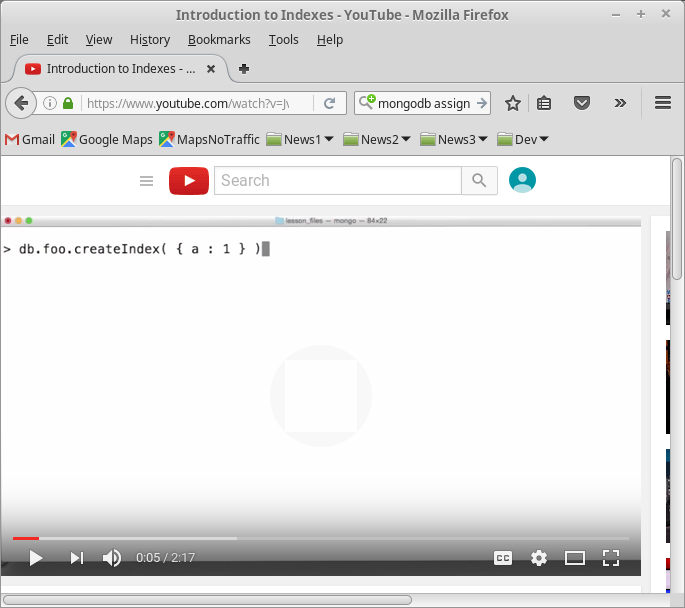 Introduction to Indexes - YouTube - Mozilla Firefox
File Edit View History Bookmarks Tools Help
Introduction to Indexes - ...
https://www.youtube.com/watch?v=Jv
mongodb assign
Gmail Google Maps MapsNoTraffic News1 News2 News3 Dev
Search
lesson_files — mongo — 84×22
> db.foo.createIndex( { a : 1 } )
0:05 / 2:17
CC